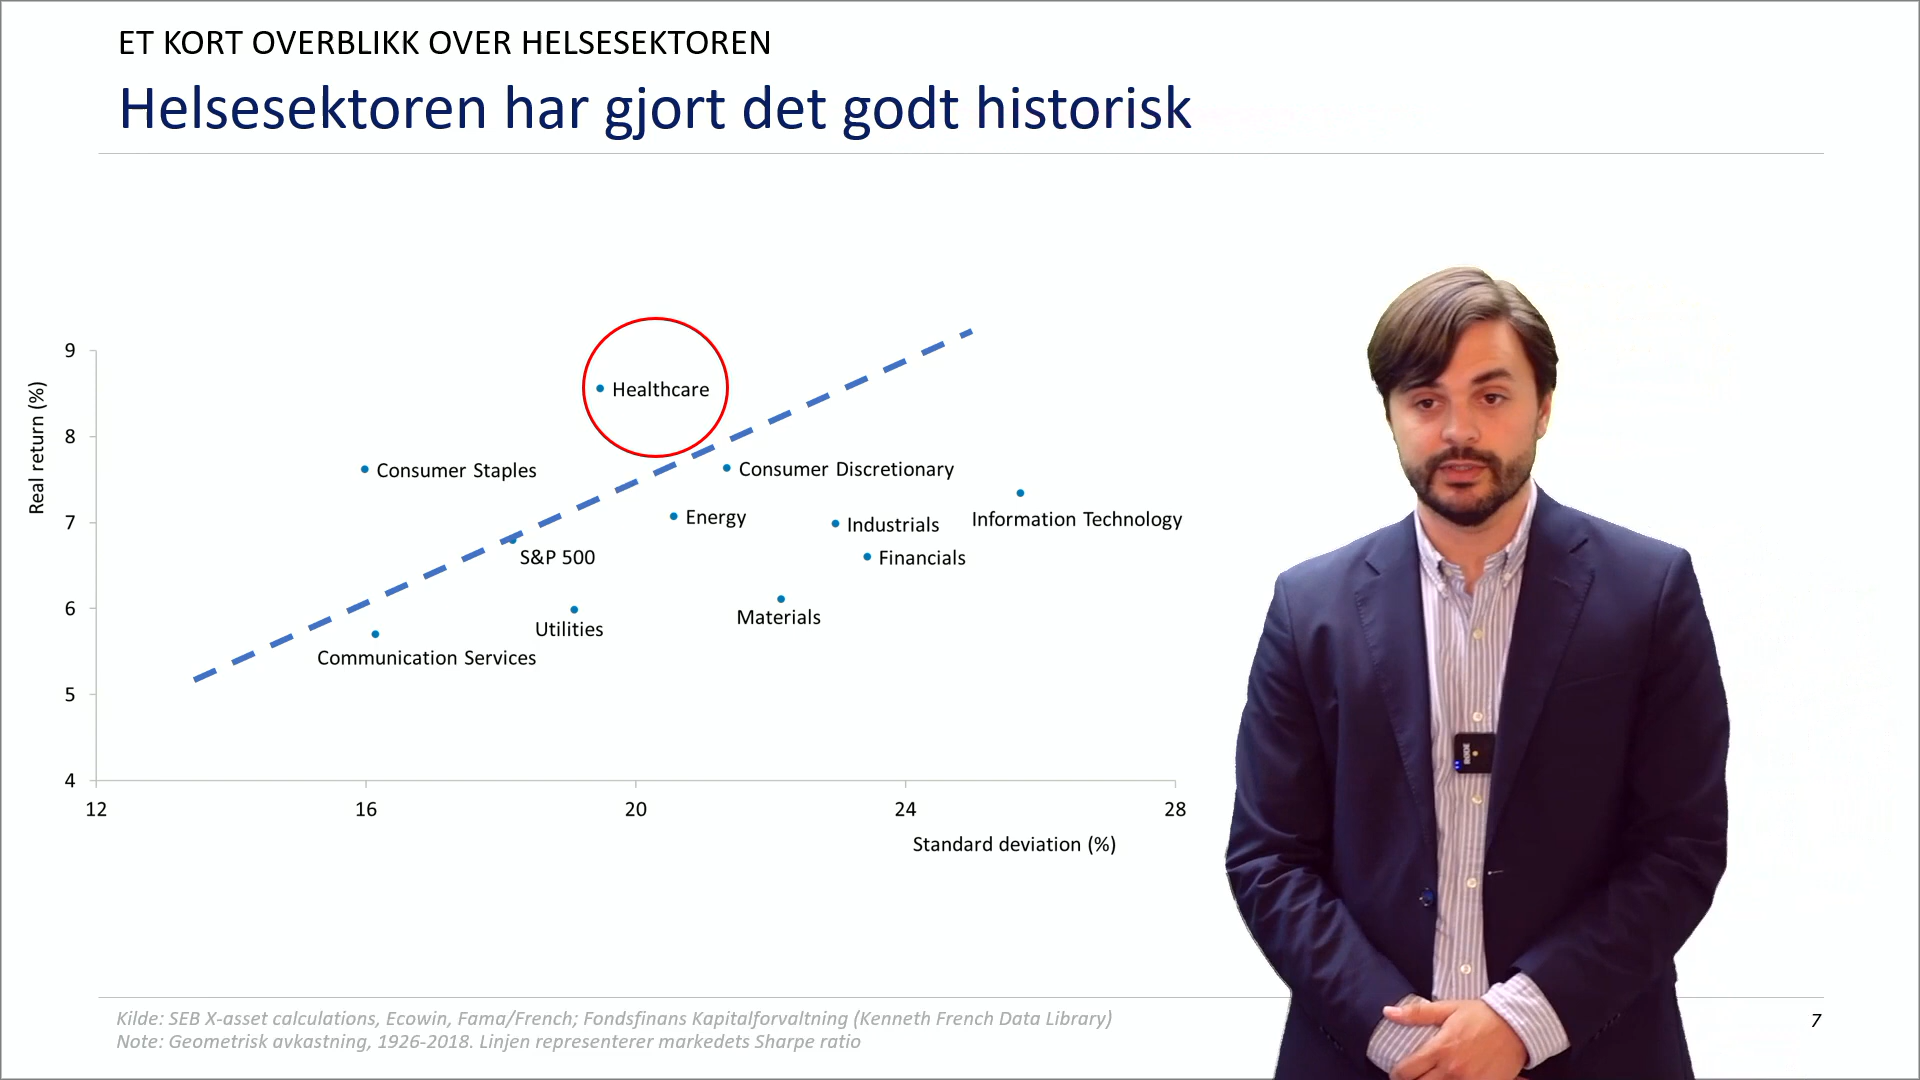 ET KORT OVERBLIKK OVER HELSESEKTOREN
Helsesektoren har gjort det godt historisk
Real return (%)
9
8
7
6
5
4
12
16
20
24
28
Standard deviation (%)
Healthcare
Consumer Staples
Consumer Discretionary
Energy
Industrials
Information Technology
S&P 500
Financials
Utilities
Materials
Communication Services
RODE
Kilde: SEB X-asset calculations, Ecowin, Fama/French; Fondsfinans Kapitalforvaltning (Kenneth French Data Library)
Note: Geometrisk avkastning, 1926-2018. Linjen representerer markedets Sharpe ratio
7